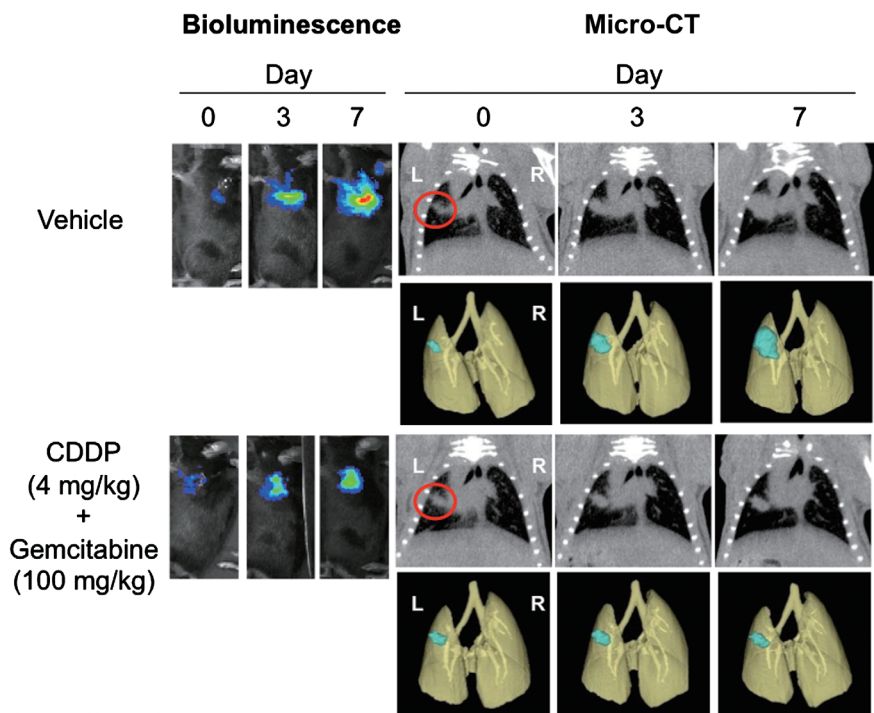 Bioluminescence Micro-CT
Day Day
0 3 7 0 3 7
Vehicle
L R
L R
CDDP
(4 mg/kg)
+
Gemcitabine
(100 mg/kg)
L R
L R